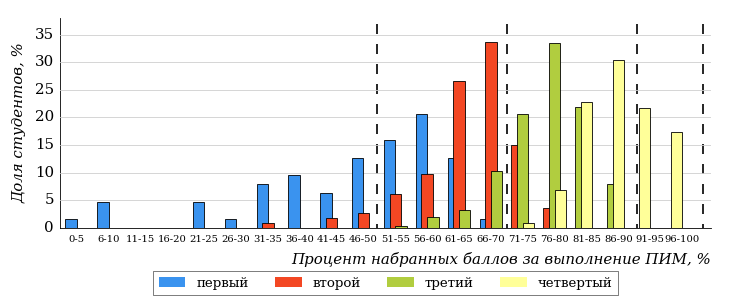 Доля студентов, %
35
30
25
20
15
10
5
0
0-5 6-10 11-15 16-20 21-25 26-30 31-35 36-40 41-45 46-50 51-55 56-60 61-65 66-70 71-75 76-80 81-85 86-90 91-95 96-100
Процент набранных баллов за выполнение ПИМ, %
первый второй третий четвертый